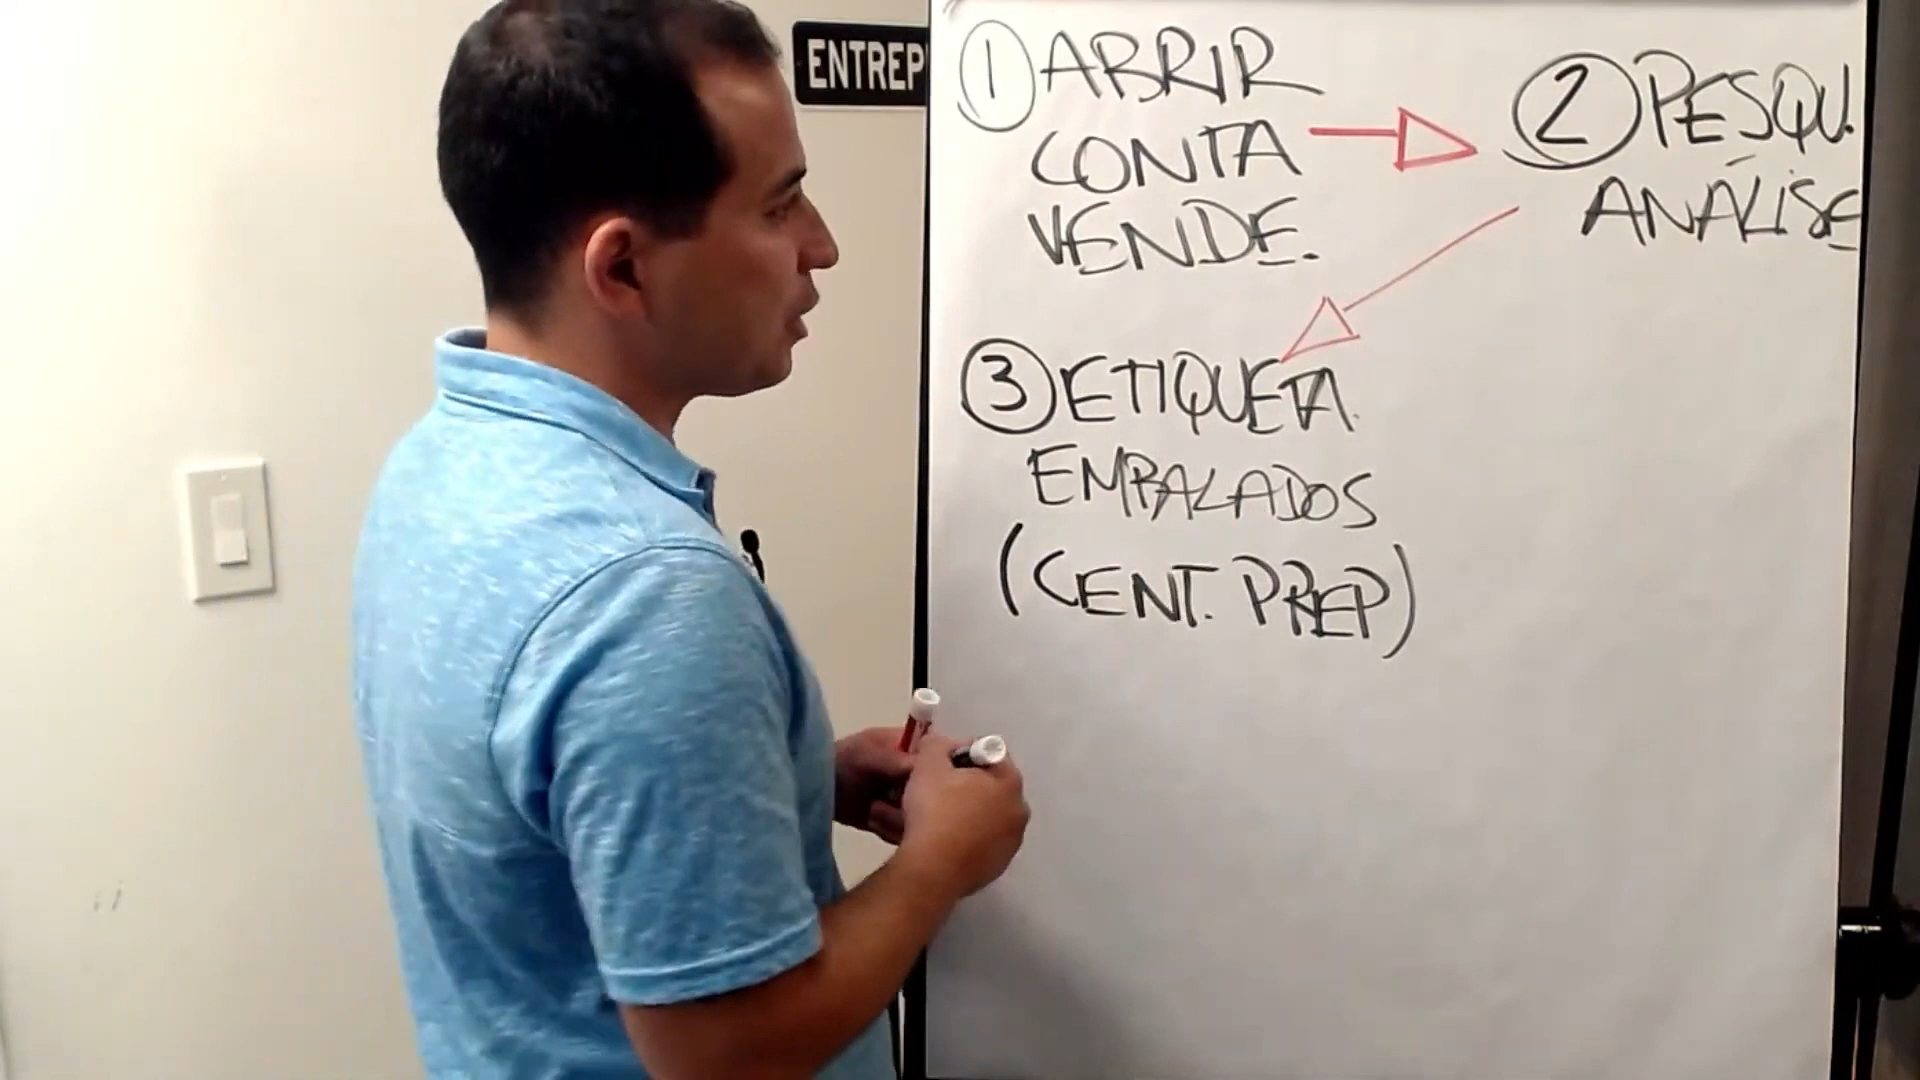 ENTREP
① ABRIR
CONTA
VENDE.
② PESQU.
ANÁLISE
③ ETIQUETA.
EMBALADOS
(CENT. PREP)